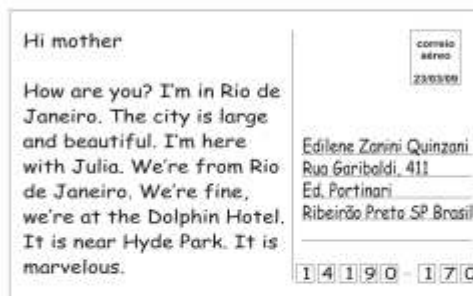 Hi mother
How are you? I'm in Rio de
Janeiro. The city is large
and beautiful. I'm here
with Julia. We're from Rio
de Janeiro. We're fine,
we're at the Dolphin Hotel.
It is near Hyde Park. It is
marvelous.
correio
aéreo
23/03/09
Edilene Zanini Quinzani
Rua Garibaldi, 411
Ed. Portinari
Ribeirão Preto SP Brasil
14190-170